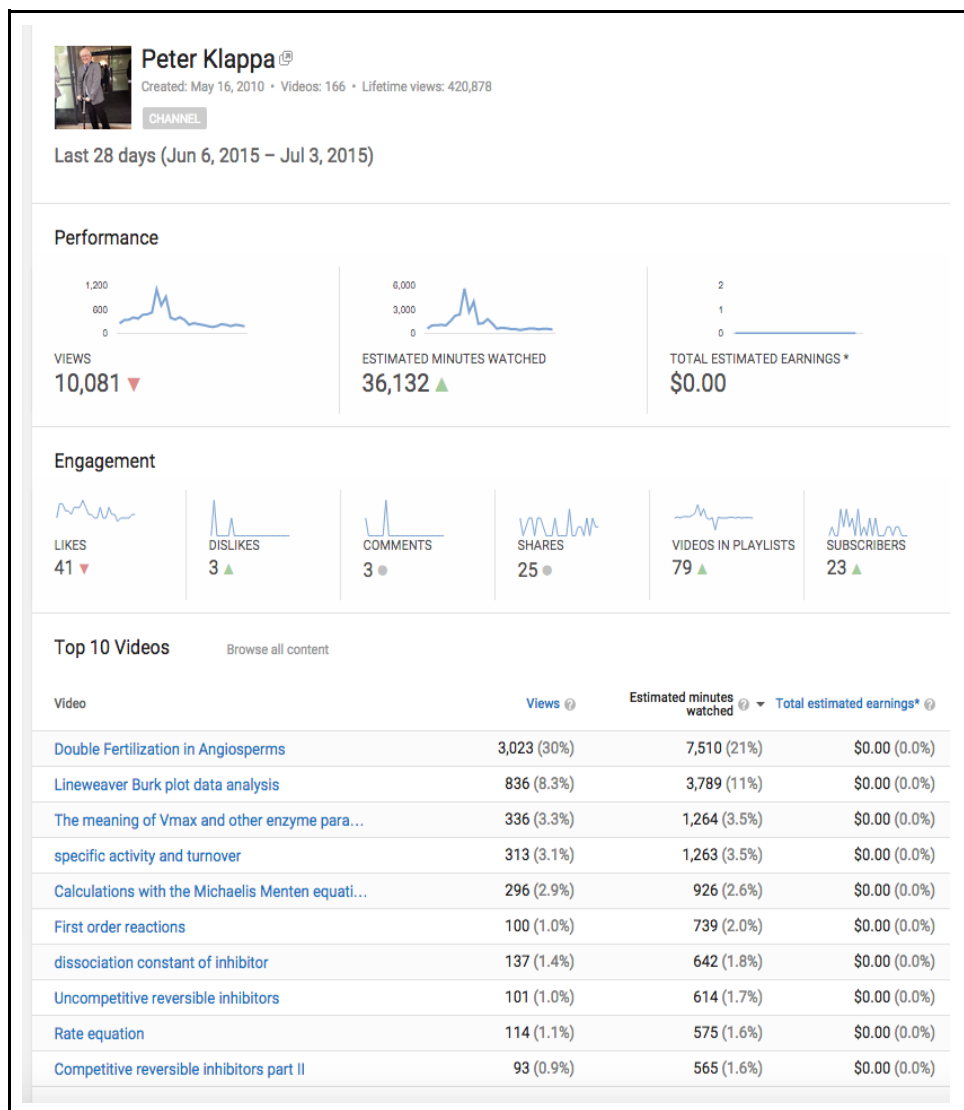 Peter Klappa
Created: May 16, 2010 • Videos: 166 • Lifetime views: 420,878
CHANNEL
Last 28 days (Jun 6, 2015 – Jul 3, 2015)
Performance
1,200
600
0
6,000
3,000
0
2
1
0
VIEWS
ESTIMATED MINUTES WATCHED
TOTAL ESTIMATED EARNINGS *
10,081
36,132
$0.00
Engagement
LIKES
DISLIKES
COMMENTS
SHARES
VIDEOS IN PLAYLISTS
SUBSCRIBERS
41
3
3
25
79
23
Top 10 Videos Browse all content
Video Views ? Estimated minutes watched ? Total estimated earnings* ?
Double Fertilization in Angiosperms 3,023 (30%) 7,510 (21%) $0.00 (0.0%)
Lineweaver Burk plot data analysis 836 (8.3%) 3,789 (11%) $0.00 (0.0%)
The meaning of Vmax and other enzyme para... 336 (3.3%) 1,264 (3.5%) $0.00 (0.0%)
specific activity and turnover 313 (3.1%) 1,263 (3.5%) $0.00 (0.0%)
Calculations with the Michaelis Menten equati... 296 (2.9%) 926 (2.6%) $0.00 (0.0%)
First order reactions 100 (1.0%) 739 (2.0%) $0.00 (0.0%)
dissociation constant of inhibitor 137 (1.4%) 642 (1.8%) $0.00 (0.0%)
Uncompetitive reversible inhibitors 101 (1.0%) 614 (1.7%) $0.00 (0.0%)
Rate equation 114 (1.1%) 575 (1.6%) $0.00 (0.0%)
Competitive reversible inhibitors part II 93 (0.9%) 565 (1.6%) $0.00 (0.0%)